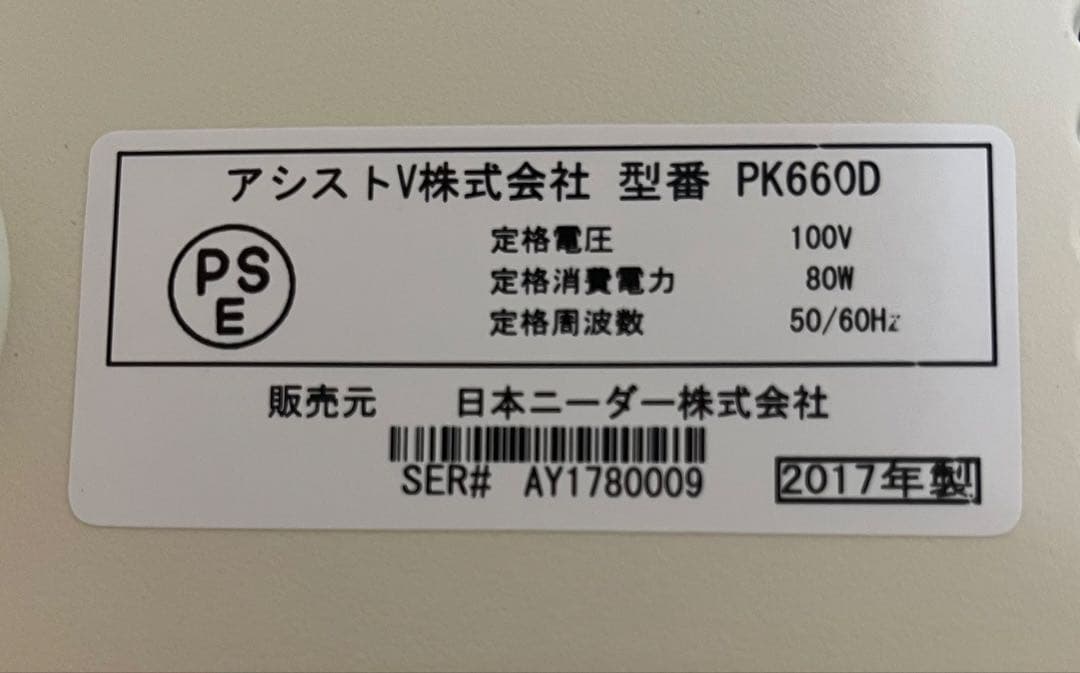 アシストV株式会社 型番 PK660D
PS
E
定格電圧 100V
定格消費電力 80W
定格周波数 50/60Hz
販売元 日本ニーダー株式会社
SER# AY1780009
2017年製